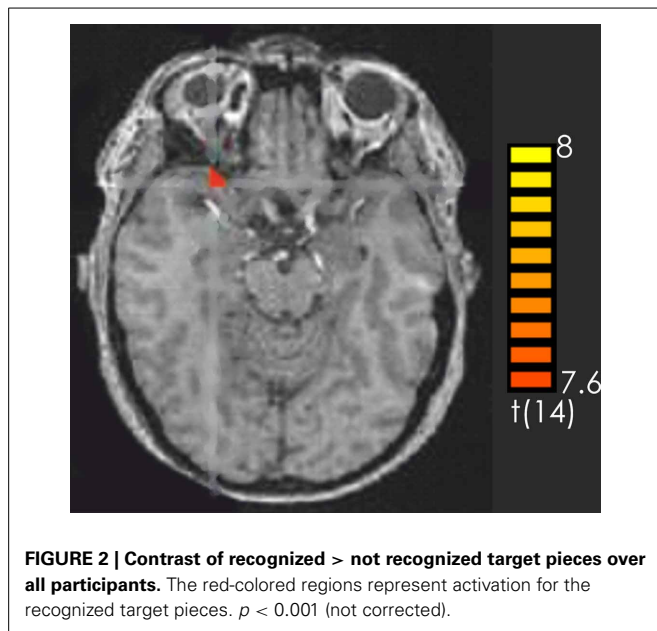 8
7.6
t(14)
FIGURE 2 | Contrast of recognized > not recognized target pieces over
all participants. The red-colored regions represent activation for the
recognized target pieces. p < 0.001 (not corrected).